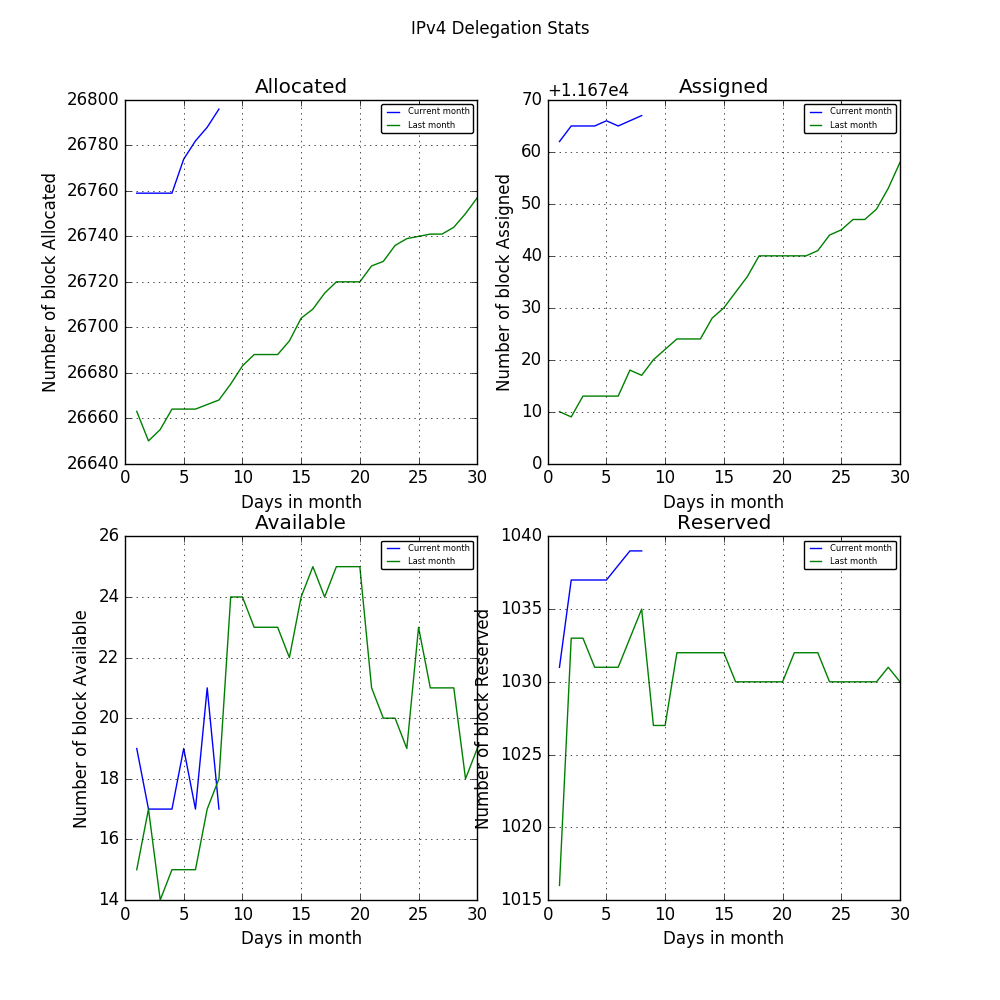 IPv4 Delegation Stats
Allocated
Number of block Allocated
26800
26780
26760
26740
26720
26700
26680
26660
26640
Current month
Last month
0 5 10 15 20 25 30
Days in month
+1.167e4
Assigned
Number of block Assigned
70
60
50
40
30
20
10
0
Current month
Last month
0 5 10 15 20 25 30
Days in month
Available
Number of block Available
26
24
22
20
18
16
14
Current month
Last month
0 5 10 15 20 25 30
Days in month
Reserved
Number of block Reserved
1040
1035
1030
1025
1020
1015
Current month
Last month
0 5 10 15 20 25 30
Days in month